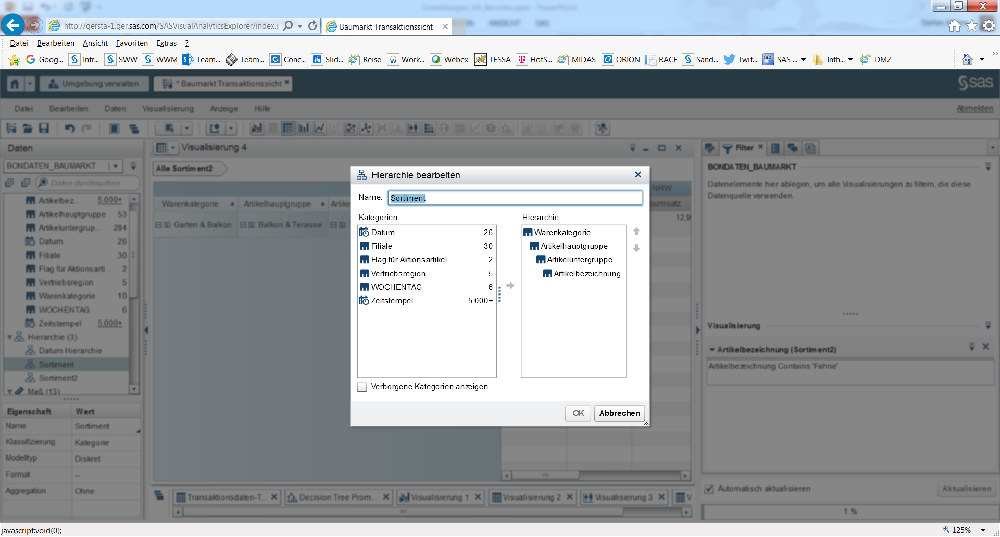 http://gersta-1.ger.sas.com/SASVisualAnalyticsExplorer/index.js
Baumarkt Transaktionssicht
Datei Bearbeiten Ansicht Favoriten Extras ?
Goog... Intr... SWW WWM Team... Team... Conc... Slid... Reise Work... Webex TESSA HotS... MIDAS ORION RACE Sand... Twit... SAS ... Inth... DMZ
Umgebung verwalten
* Baumarkt Transaktionssicht
sas
Datei Bearbeiten Daten Visualisierung Anzeige Hilfe
Abmelden
Daten
BONDATEN_BAUMARKT
Daten durchsuchen
Artikelbez... 5.000+
Artikelhauptgruppe 53
Artikeluntergrup... 284
Datum 26
Filiale 30
Flag für Aktionsarti... 2
Vertriebsregion 5
Warenkategorie 10
WOCHENTAG 6
Zeitstempel 5.000+
Hierarchie (3)
Datum Hierarchie
Sortiment
Sortiment2
Maß (13)
Eigenschaft Wert
Name Sortiment
Klassifizierung Kategorie
Modelltyp Diskret
Format --
Aggregation Ohne
Visualisierung 4
Alle Sortiment2
NRW
Warenkategorie Artikelhauptgruppe Artike
oumsatz
Garten & Balkon Balkon & Terasse
12,9
Hierarchie bearbeiten
Name: Sortiment
Kategorien
Datum 26
Filiale 30
Flag für Aktionsartikel 2
Vertriebsregion 5
WOCHENTAG 6
Zeitstempel 5.000+
Hierarchie
Warenkategorie
Artikelhauptgruppe
Artikeluntergruppe
Artikelbezeichnung
Verborgene Kategorien anzeigen
OK Abbrechen
Filter
BONDATEN_BAUMARKT
Datenelemente hier ablegen, um alle Visualisierungen zu filtern, die diese
Datenquelle verwenden.
Visualisierung
Artikelbezeichnung (Sortiment2)
Artikelbezeichnung Contains 'Fahne'
Automatisch aktualisieren
Aktualisieren
1 %
Transaktionsdaten-T... Decision Tree Prom... Visualisierung 1 Visualisierung 2 Visualisierung 3 V
javascript:void(0);
125%